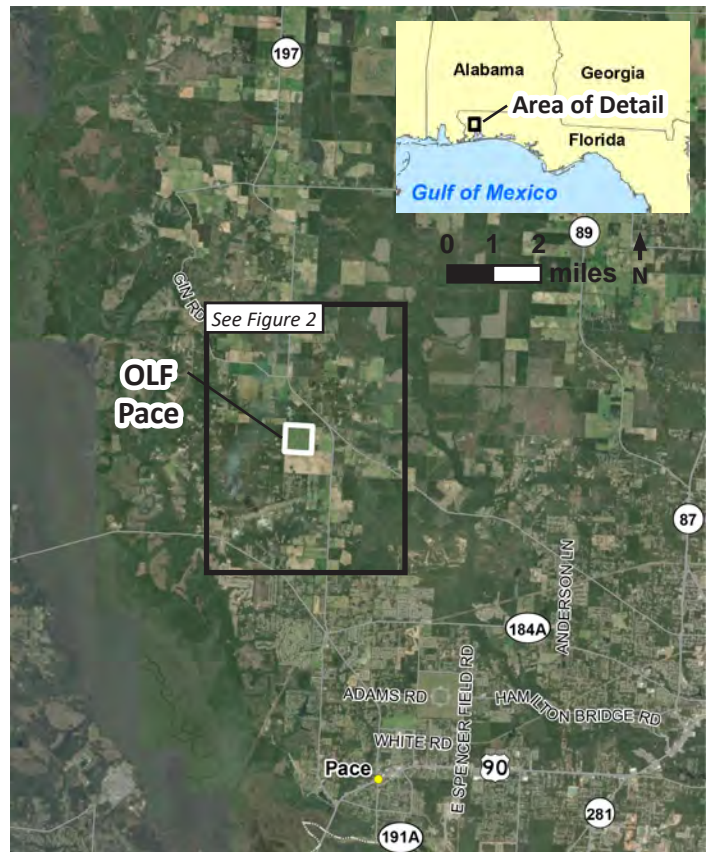 197
Alabama
Georgia
Area of Detail
Florida
Gulf of Mexico
89
0 1 2
miles
N
GIN RD
See Figure 2
OLF
Pace
87
ANDERSON LN
184A
ADAMS RD
E SPENCER FIELD RD
HAMILTON BRIDGE RD
WHITE RD
Pace
90
281
191A